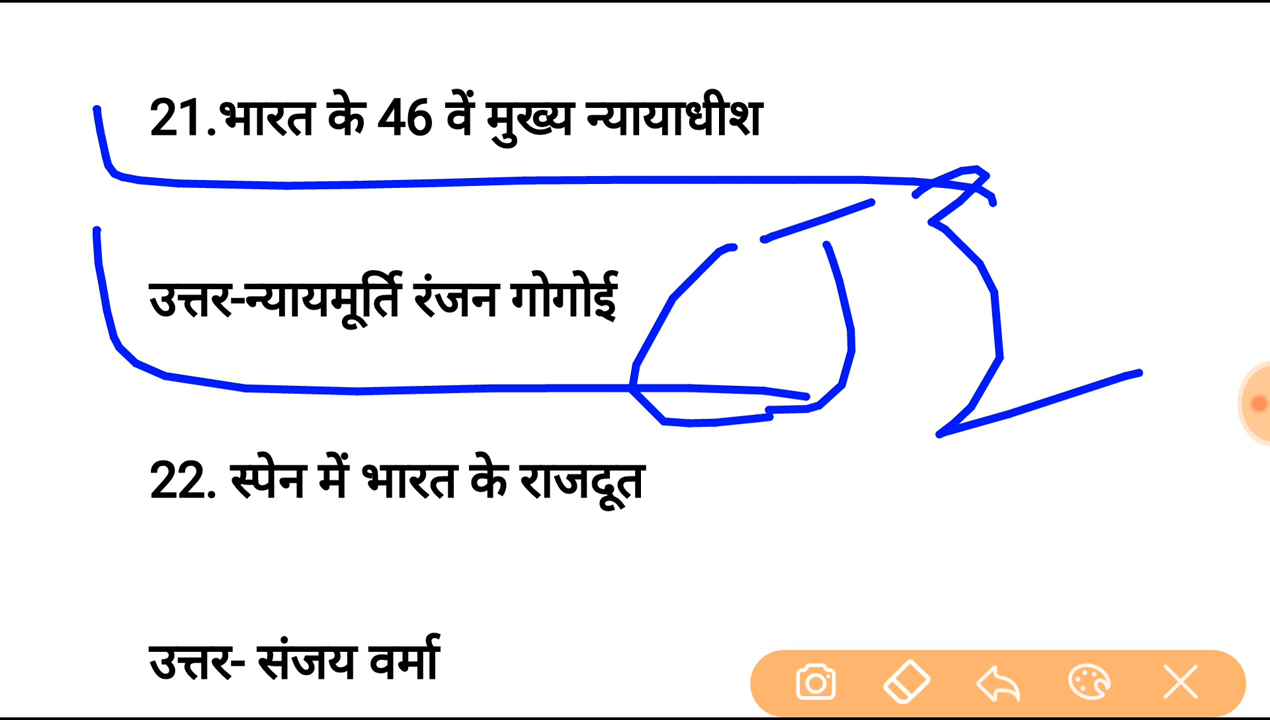 21.भारत के 46 वें मुख्य न्यायाधीश
उत्तर-न्यायमूर्ति रंजन गोगोई
22. स्पेन में भारत के राजदूत
उत्तर- संजय वर्मा